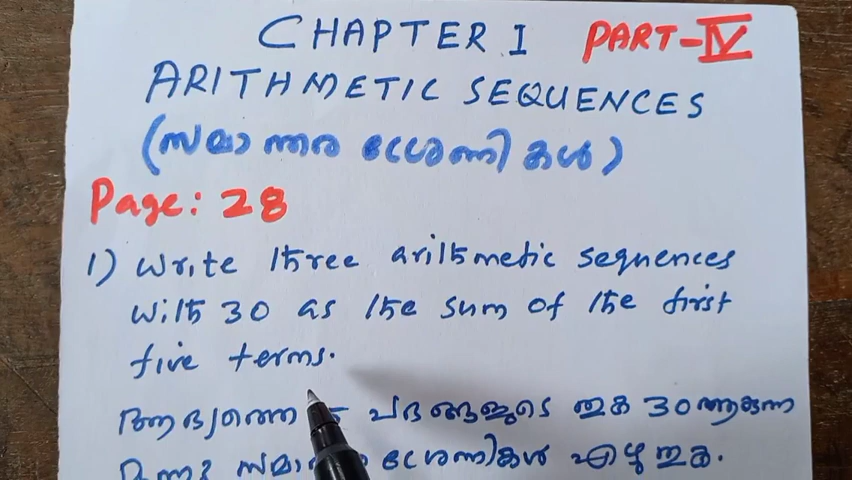 CHAPTER I PART-IV
ARITHMETIC SEQUENCES
(സമാന്തര ശ്രേണികൾ)
Page: 28
1) Write three arithmetic sequences
with 30 as the sum of the first
five terms.
ആദ്യത്തെ 5 പദങ്ങളുടെ തുക 30 ആകുന്ന
മൂന്നു ശ്രേണികൾ എഴുതുക.